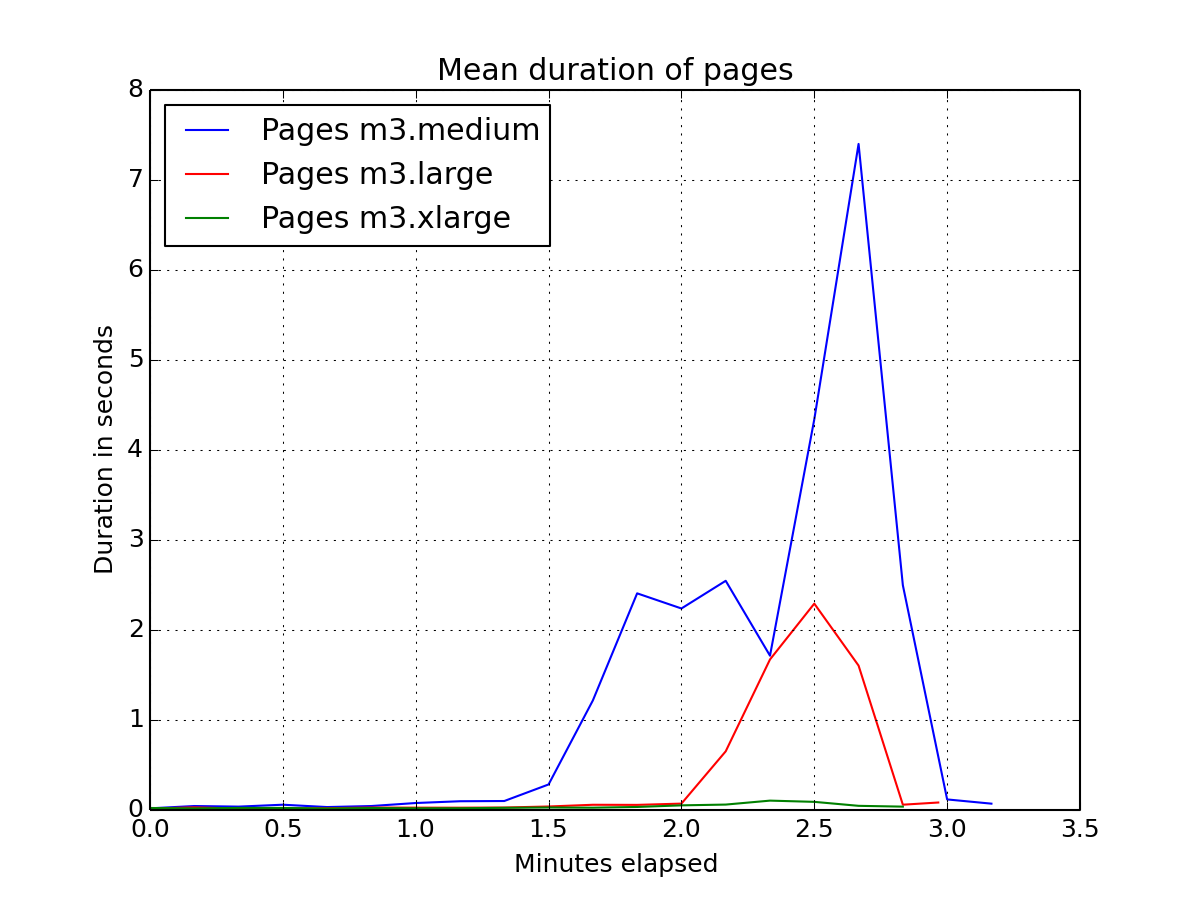 Mean duration of pages
Pages m3.medium
Pages m3.large
Pages m3.xlarge
Duration in seconds
8
7
6
5
4
3
2
1
0
0.0 0.5 1.0 1.5 2.0 2.5 3.0 3.5
Minutes elapsed